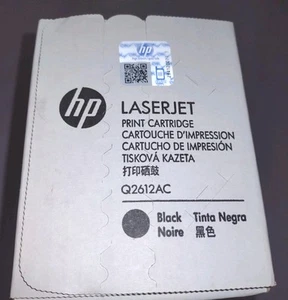 hp
hp
LASERJET
PRINT CARTRIDGE
CARTOUCHE D'IMPRESSION
CARTUCHO DE IMPRESIÓN
TISKOVÁ KAZETA
打印硒鼓
Q2612AC
Black Tinta Negra
Noire 黑色